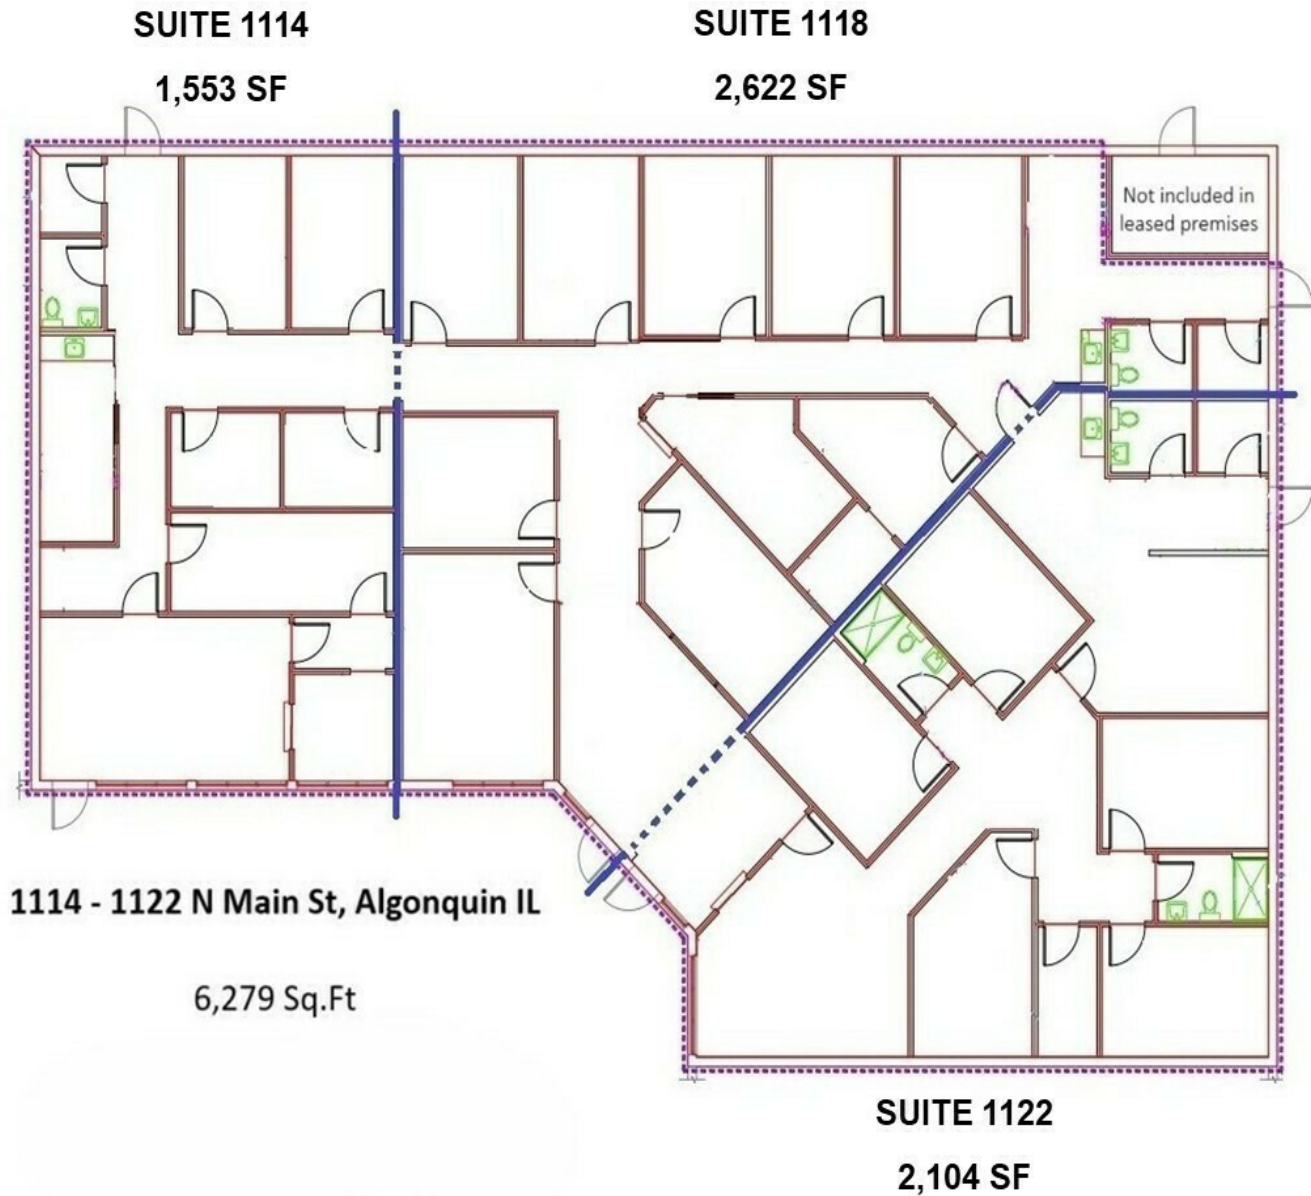 SUITE 1114
1,553 SF
SUITE 1118
2,622 SF
Not included in
leased premises
1114 - 1122 N Main St, Algonquin IL
6,279 Sq.Ft
SUITE 1122
2,104 SF